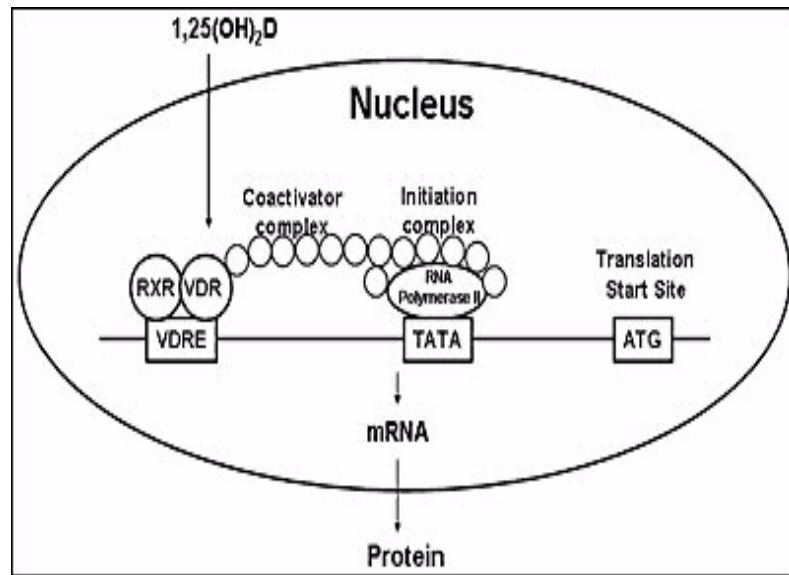 1,25(OH)₂D
Nucleus
Coactivator
complex
Initiation
complex
RXR
VDR
RNA
Polymerase II
Translation
Start Site
VDRE
TATA
ATG
mRNA
Protein